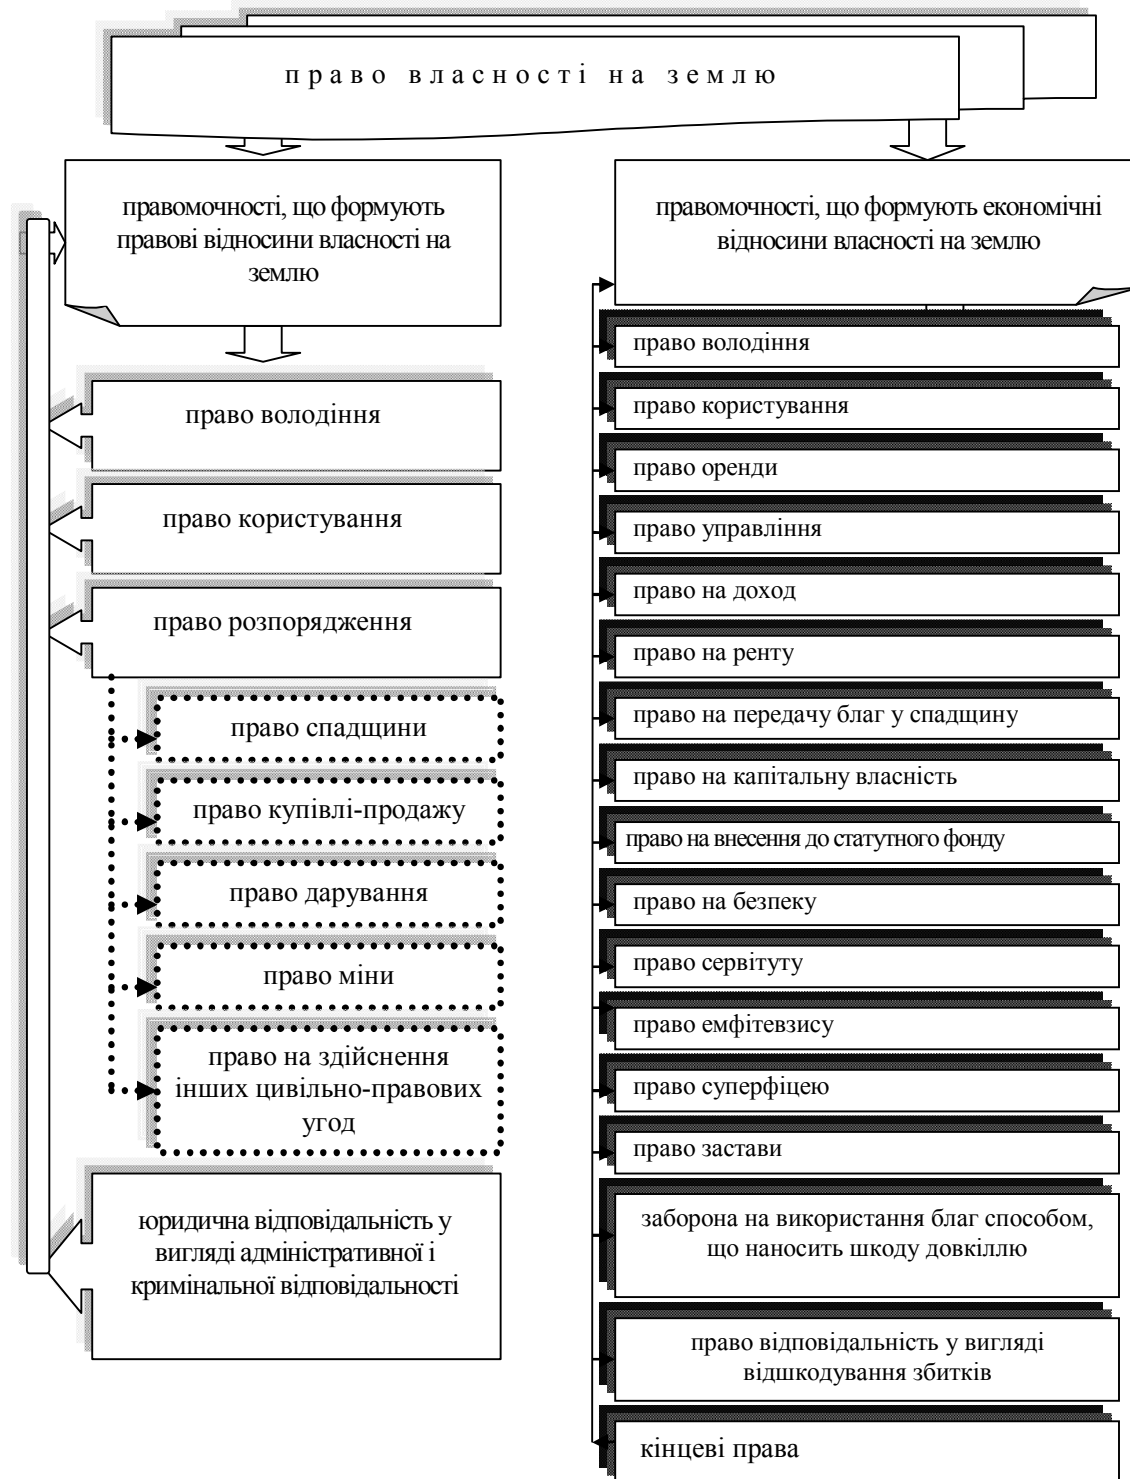 право власності на землю
правомочності, що формують
правові відносини власності на
землю
право володіння
право користування
право розпорядження
право спадщини
право купівлі-продажу
право дарування
право міни
право на здійснення
інших цивільно-правових
угод
юридична відповідальність у
вигляді адміністративної і
кримінальної відповідальності
правомочності, що формують економічні
відносини власності на землю
право володіння
право користування
право оренди
право управління
право на доход
право на ренту
право на передачу благ у спадщину
право на капітальну власність
право на внесення до статутного фонду
право на безпеку
право сервітуту
право емфітевзису
право суперфіцею
право застави
заборона на використання благ способом,
що наносить шкоду довкіллю
право відповідальність у вигляді
відшкодування збитків
кінцеві права